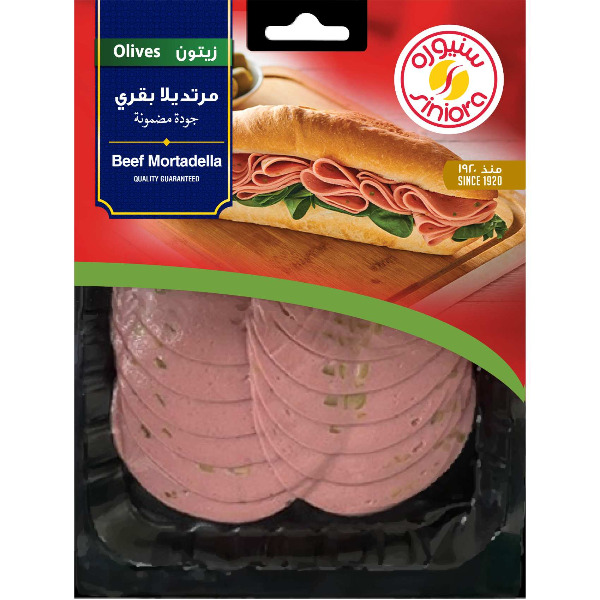 Olives زيتون
مرتديلا بقري
جودة مضمونة
Beef Mortadella
QUALITY GUARANTEED
سنيورة
siniora
منذ ١٩٢٠
SINCE 1920